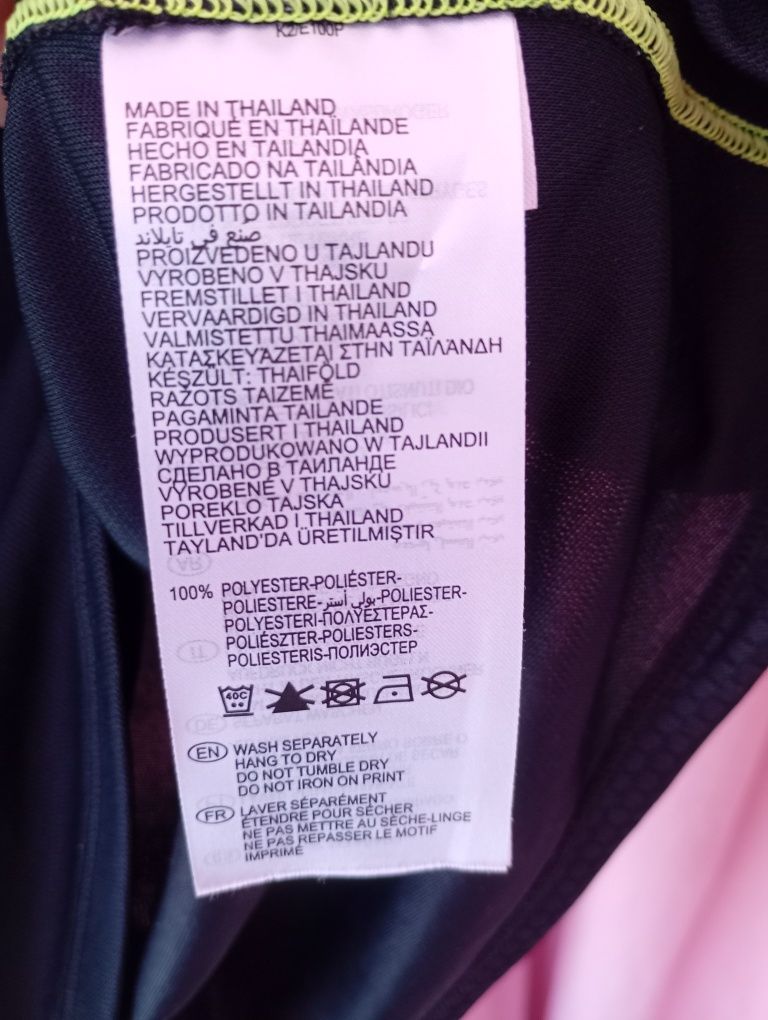 K2/E100P
MADE IN THAILAND
FABRIQUÉ EN THAÏLANDE
HECHO EN TAILANDIA
FABRICADO NA TAILÂNDIA
HERGESTELLT IN THAILAND
PRODOTTO IN TAILANDIA
صنع في تايلاند
PROIZVEDENO U TAJLANDU
VYROBENO V THAJSKU
FREMSTILLET I THAILAND
VERVAARDIGD IN THAILAND
VALMISTETTU THAIMAASSA
ΚΑΤΑΣΚΕΥΆΖΕΤΑΙ ΣΤΗΝ ΤΑΪΛΆΝΔΗ
KÉSZÜLT: THAIFÖLD
RAŽOTS TAIZEMĒ
PAGAMINTA TAILANDE
PRODUSERT I THAILAND
WYPRODUKOWANO W TAJLANDII
СДЕЛАНО В ТАИЛАНДЕ
VYROBENÉ V THAJSKU
POREKLO TAJSKA
TILLVERKAD I THAILAND
TAYLAND'DA ÜRETILMIŞTIR
100% POLYESTER-POLIÉSTER-
POLIESTERE-بولي أستر-POLIESTER-
POLYESTERI-ΠΟΛΥΕΣΤΕΡΑΣ-
POLIÉSZTER-POLIESTERS-
POLIESTERIS-ПОЛИЭСТЕР
40C
EN WASH SEPARATELY
HANG TO DRY
DO NOT TUMBLE DRY
DO NOT IRON ON PRINT
FR LAVER SÉPARÉMENT
ÉTENDRE POUR SÉCHER
NE PAS METTRE AU SÈCHE-LINGE
NE PAS REPASSER LE MOTIF
IMPRIMÉ